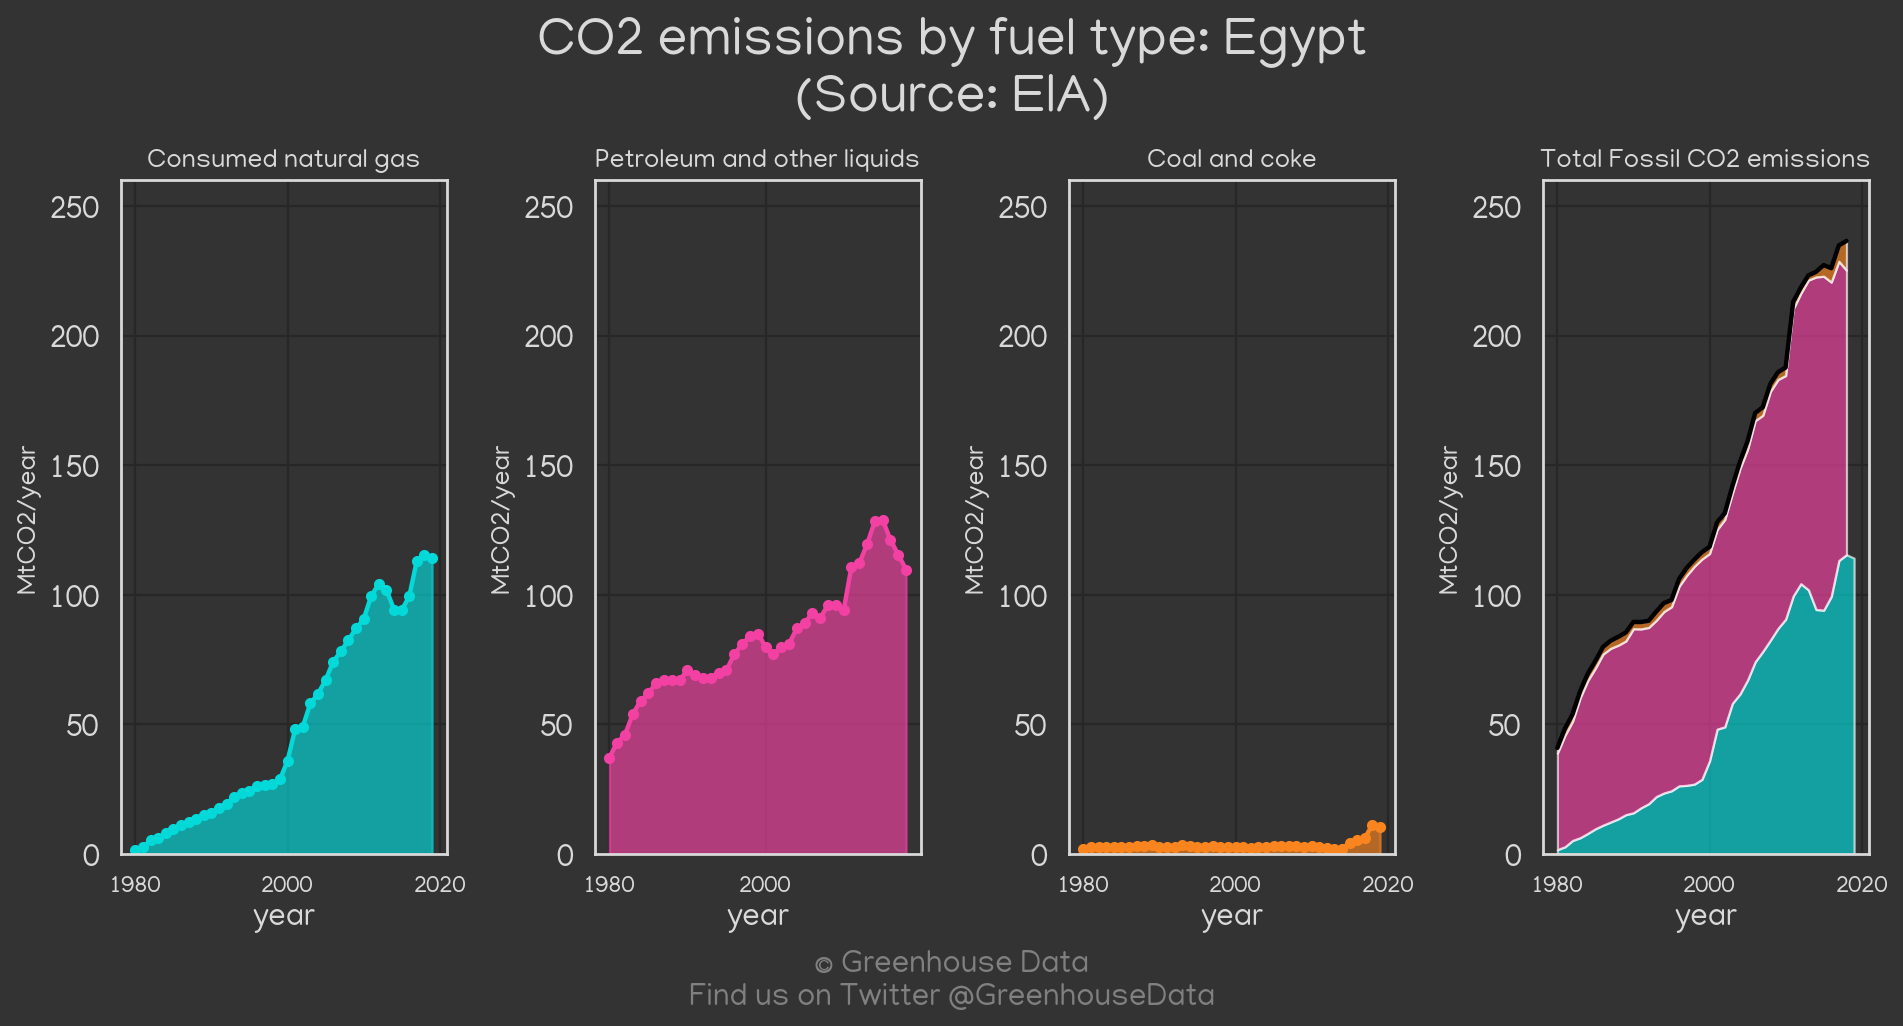 CO2 emissions by fuel type: Egypt
(Source: EIA)
Consumed natural gas
Petroleum and other liquids
Coal and coke
Total Fossil CO2 emissions
MtCO2/year
250
200
150
100
50
0
1980
2000
2020
year
MtCO2/year
250
200
150
100
50
0
1980
2000
year
MtCO2/year
250
200
150
100
50
0
1980
2000
2020
year
MtCO2/year
250
200
150
100
50
0
1980
2000
2020
year
© Greenhouse Data
Find us on Twitter @GreenhouseData